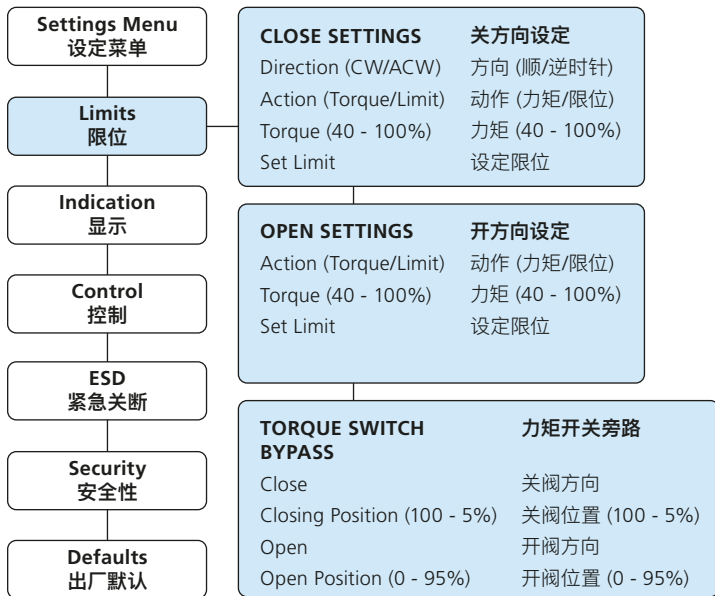 Settings Menu
设定菜单
Limits
限位
Indication
显示
Control
控制
ESD
紧急关断
Security
安全性
Defaults
出厂默认
CLOSE SETTINGS 关方向设定
Direction (CW/ACW) 方向 (顺/逆时针)
Action (Torque/Limit) 动作 (力矩/限位)
Torque (40 - 100%) 力矩 (40 - 100%)
Set Limit 设定限位
OPEN SETTINGS 开方向设定
Action (Torque/Limit) 动作 (力矩/限位)
Torque (40 - 100%) 力矩 (40 - 100%)
Set Limit 设定限位
TORQUE SWITCH 力矩开关旁路
BYPASS
Close 关阀方向
Closing Position (100 - 5%) 关阀位置 (100 - 5%)
Open 开阀方向
Open Position (0 - 95%) 开阀位置 (0 - 95%)